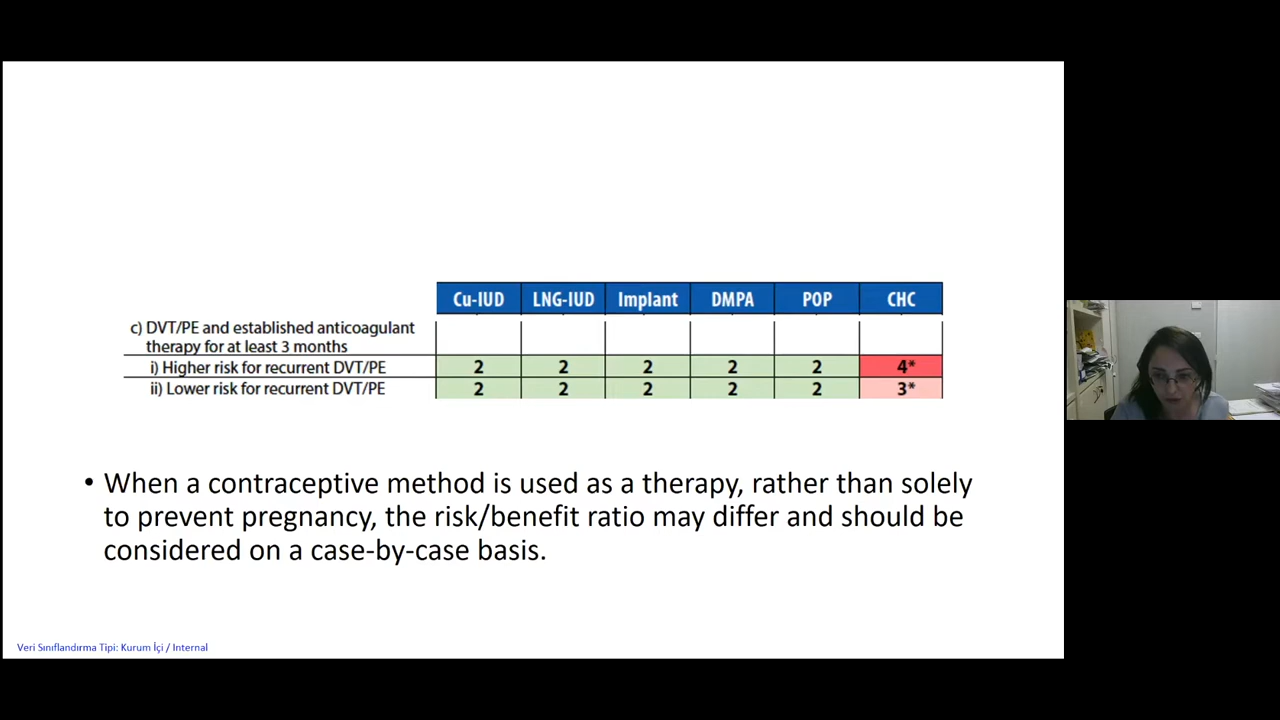 Cu-IUD LNG-IUD Implant DMPA POP CHC
c) DVT/PE and established anticoagulant
therapy for at least 3 months
i) Higher risk for recurrent DVT/PE 2 2 2 2 2 4*
ii) Lower risk for recurrent DVT/PE 2 2 2 2 2 3*
• When a contraceptive method is used as a therapy, rather than solely
to prevent pregnancy, the risk/benefit ratio may differ and should be
considered on a case-by-case basis.
Veri Sınıflandırma Tipi: Kurum İçi / Internal